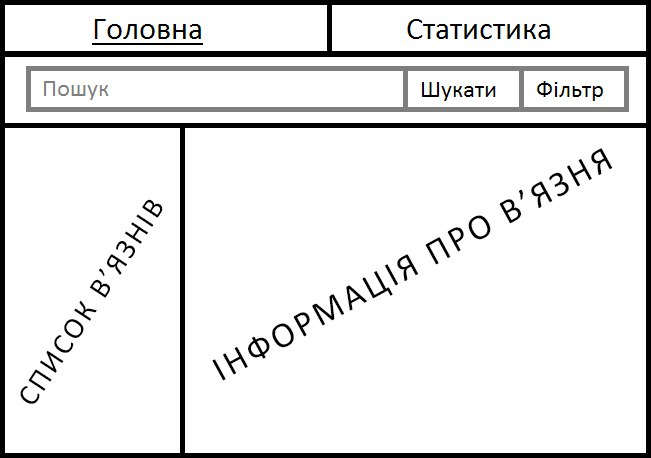 Головна
Статистика
Пошук
Шукати
Фільтр
СПИСОК В’ЯЗНІВ
ІНФОРМАЦІЯ ПРО В’ЯЗНЯ